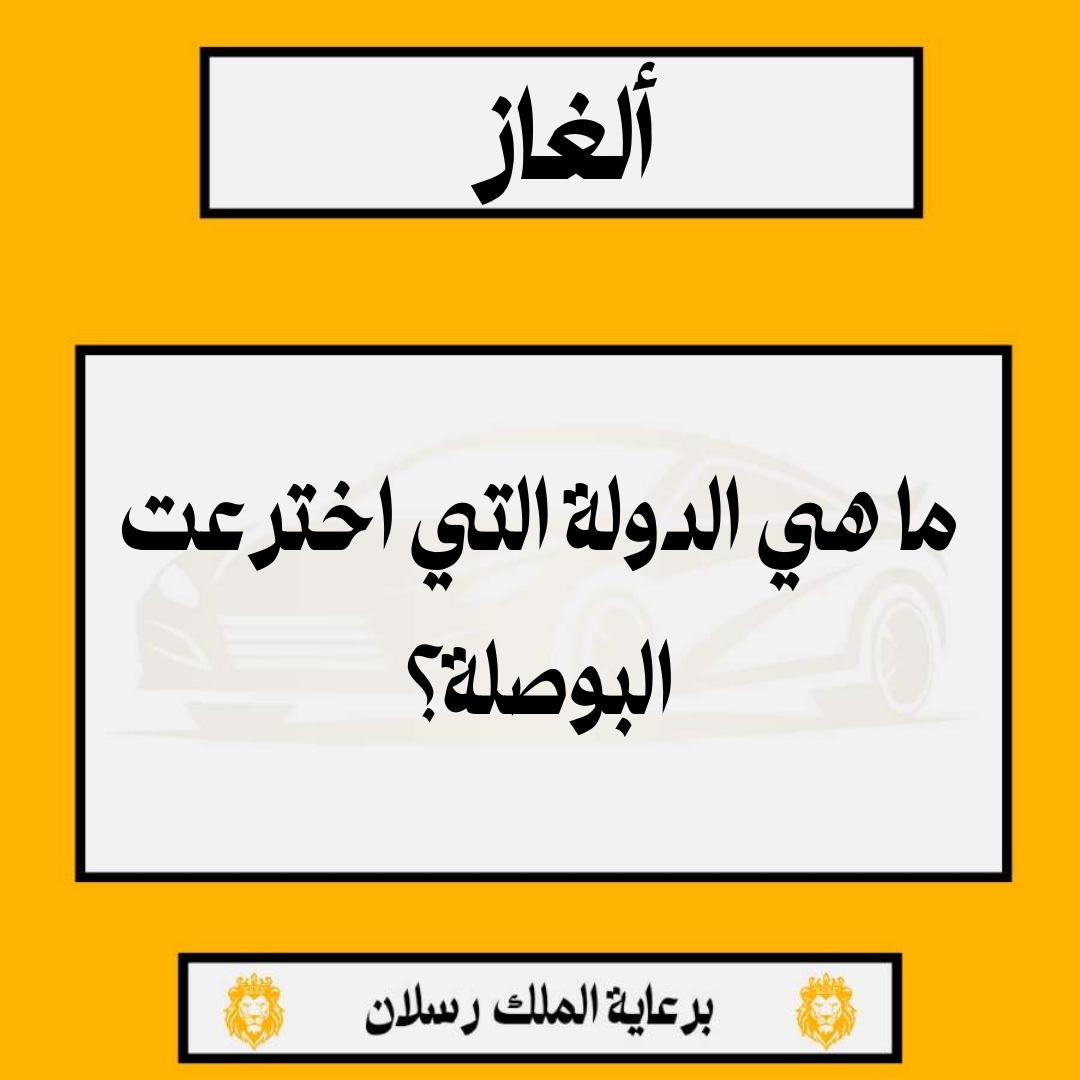 ألغاز
ما هي الدولة التي اخترعت
البوصلة؟
برعاية الملك رسلان